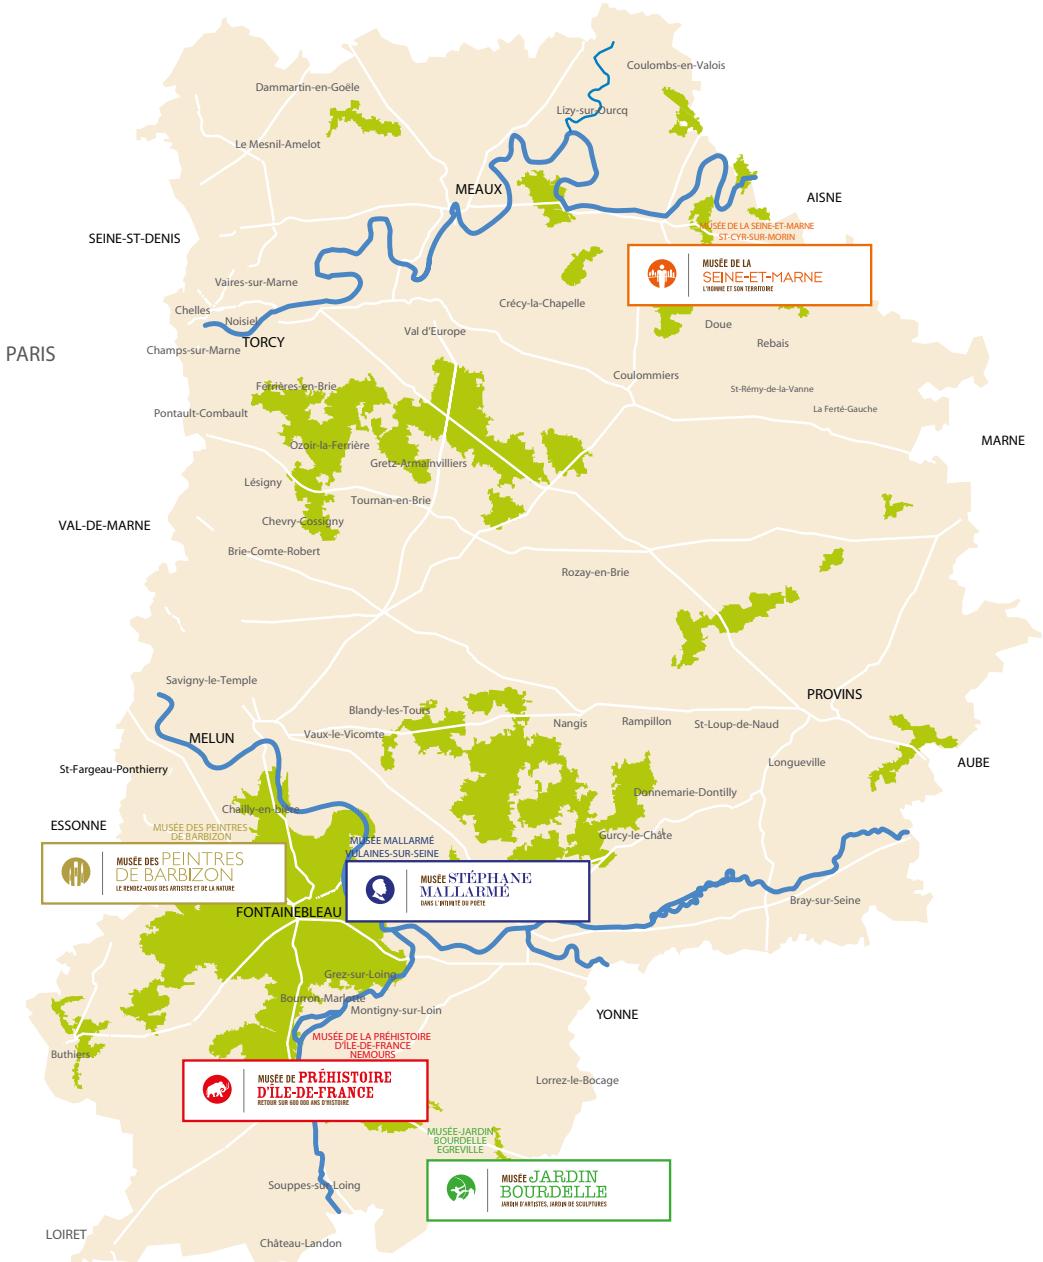 Coulombs-en-Valois
Dammartin-en-Goële
Lizy-sur-Ourcq
Le Mesnil-Amelot
MEAUX
AISNE
MUSÉE DE LA SEINE-ET-MARNE
ST-CYR-SUR-MORIN
SEINE-ST-DENIS
MUSÉE DE LA
SEINE-ET-MARNE
L'HOMME ET SON TERRITOIRE
Vaires-sur-Marne
Crécy-la-Chapelle
Chelles
Noisiel
Doue
Val d'Europe
TORCY
Rebais
Champs-sur-Marne
PARIS
Coulommiers
Ferrières-en-Brie
St-Rémy-de-la-Vanne
La Ferté-Gauche
Pontault-Combault
MARNE
Ozoir-la-Ferrière
Gretz-Armainvilliers
Lésigny
Tournan-en-Brie
Chevry-Cossigny
VAL-DE-MARNE
Brie-Comte-Robert
Rozay-en-Brie
Savigny-le-Temple
PROVINS
Blandy-les-Tours
Nangis
Rampillon
St-Loup-de-Naud
Vaux-le-Vicomte
MELUN
Longueville
AUBE
St-Fargeau-Ponthierry
Donnemarie-Dontilly
Chailly-en-bière
ESSONNE
MUSÉE DES PEINTRES
DE BARBIZON
Gurcy-le-Châte
MUSÉE MALLARMÉ
VULAINES-SUR-SEINE
MUSÉE DES PEINTRES
DE BARBIZON
LE RENDEZ-VOUS DES ARTISTES ET DE LA NATURE
MUSÉE STÉPHANE
MALLARMÉ
DANS L'INTIMITÉ DU POÈTE
Bray-sur-Seine
FONTAINEBLEAU
Grez-sur-Loing
Bourron-Marlotte
Montigny-sur-Loin
YONNE
MUSÉE DE LA PRÉHISTOIRE
D'ÎLE-DE-FRANCE
NEMOURS
Buthiers
MUSÉE DE PRÉHISTOIRE
D'ÎLE-DE-FRANCE
RETOUR SUR 600 000 ANS D'HISTOIRE
Lorrez-le-Bocage
MUSÉE-JARDIN
BOURDELLE
EGREVILLE
MUSÉE JARDIN
BOURDELLE
JARDIN D'ARTISTES, JARDIN DE SCULPTURES
Souppes-sur-Loing
LOIRET
Château-Landon